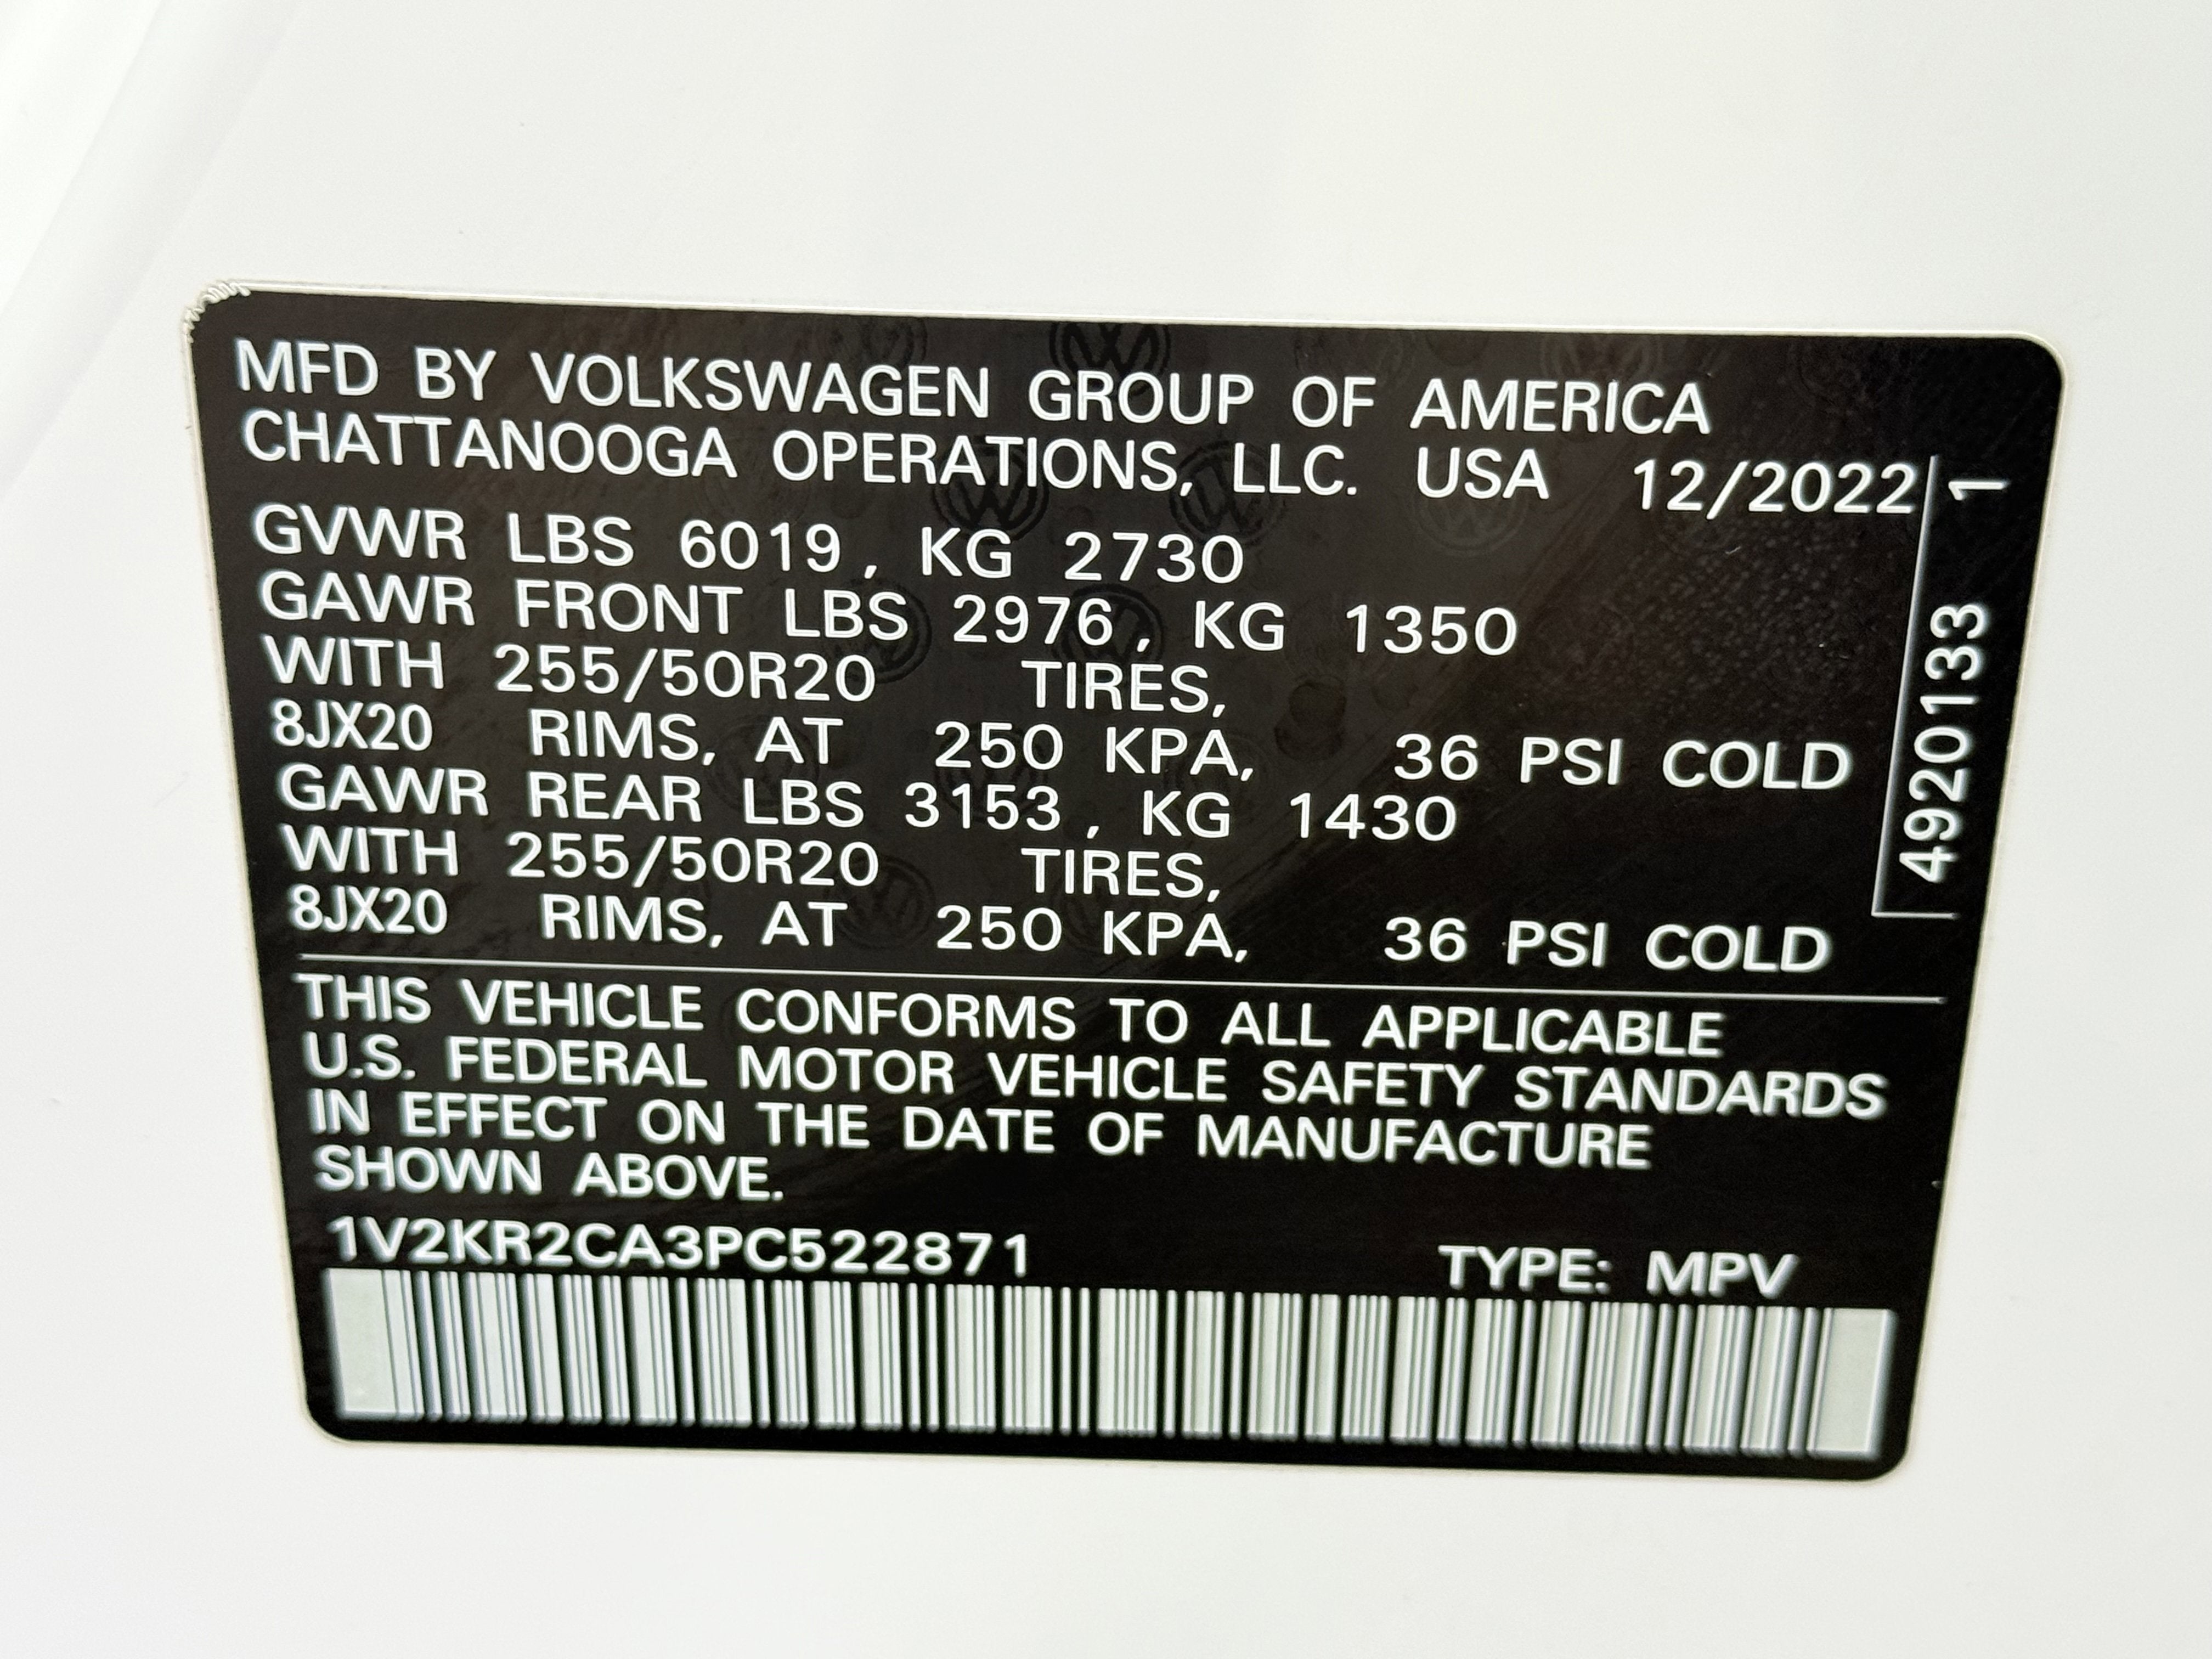 MFD BY VOLKSWAGEN GROUP OF AMERICA
CHATTANOOGA OPERATIONS, LLC. USA 12/2022
GVWR LBS 6019, KG 2730
GAWR FRONT LBS 2976, KG 1350
WITH 255/50R20 TIRES,
8JX20 RIMS, AT 250 KPA, 36 PSI COLD
GAWR REAR LBS 3153, KG 1430
WITH 255/50R20 TIRES,
8JX20 RIMS, AT 250 KPA, 36 PSI COLD
4920133 1
THIS VEHICLE CONFORMS TO ALL APPLICABLE
U.S. FEDERAL MOTOR VEHICLE SAFETY STANDARDS
IN EFFECT ON THE DATE OF MANUFACTURE
SHOWN ABOVE.
1V2KR2CA3PC522871 TYPE: MPV